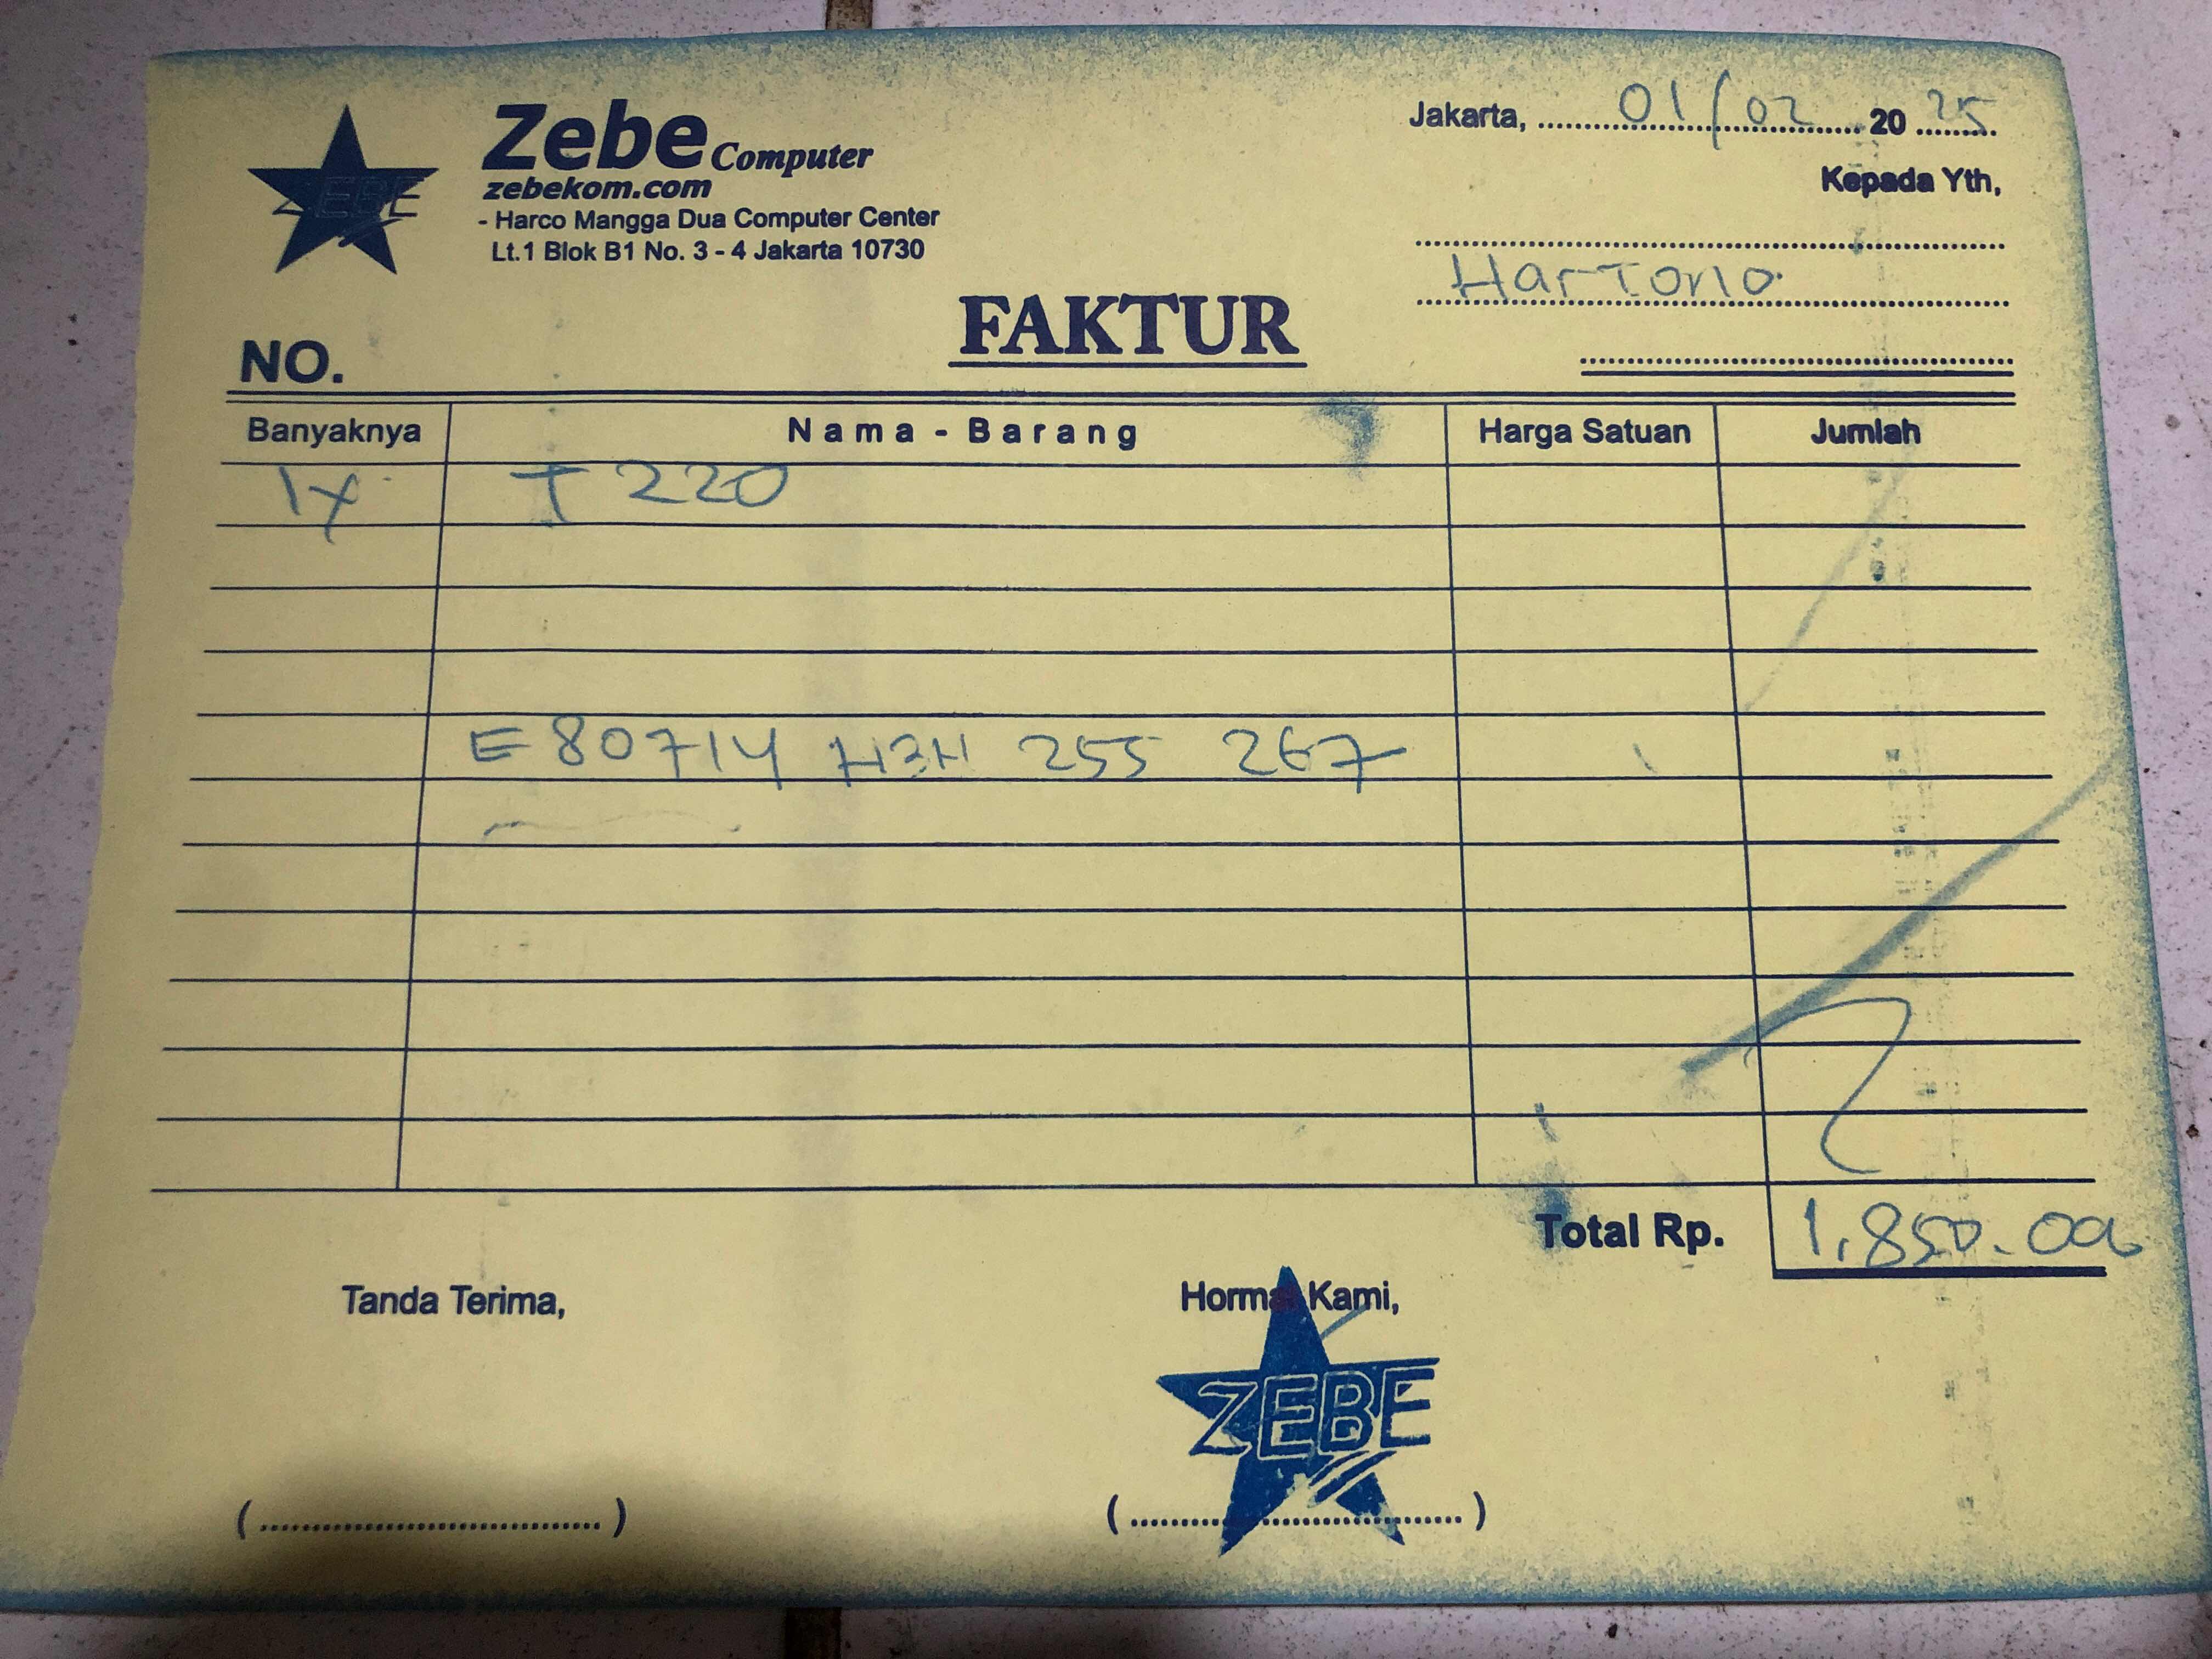 ZEBE
Zebe Computer
zebekom.com
- Harco Mangga Dua Computer Center
Lt.1 Blok B1 No. 3 - 4 Jakarta 10730
Jakarta, 01/02 20 25
Kepada Yth,
Hartono
FAKTUR
NO.
Banyaknya Nama - Barang Harga Satuan Jumlah
1x T 220
E80714 H3H 255 267
Total Rp. 1.850.000
Tanda Terima, Hormat Kami,
ZEBE
(..............................) (..............................)